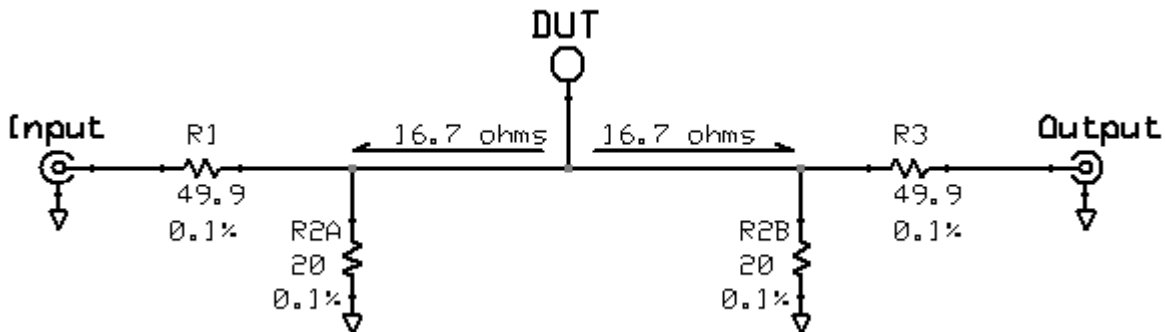 DUT
Input
R1
16.7 ohms
16.7 ohms
R3
Output
49.9
0.1%
49.9
0.1%
R2A
20
0.1%
R2B
20
0.1%